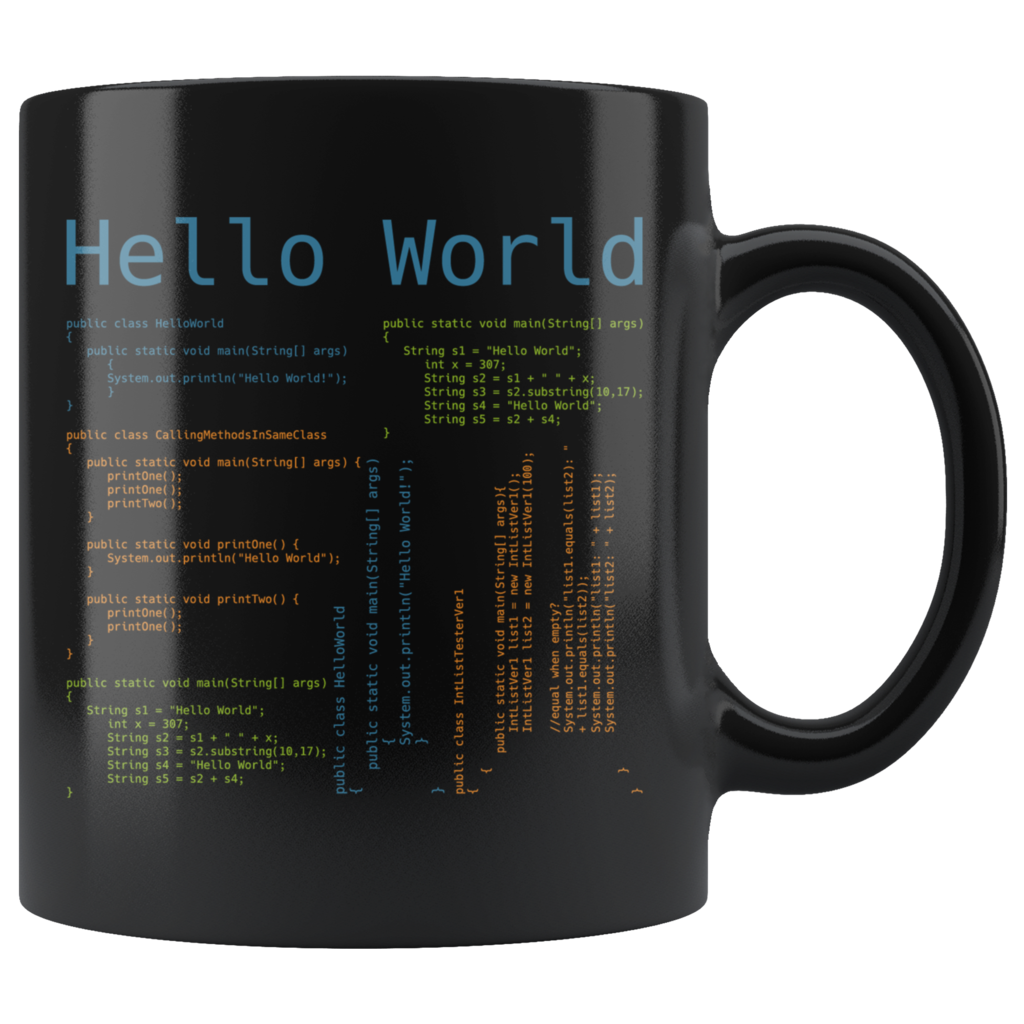 Hello World
public class HelloWorld
{
public static void main(String[] args)
{
System.out.println("Hello World!");
}
}
public class CallingMethodsInSameClass
{
public static void main(String[] args) {
printOne();
printOne();
printTwo();
}
public static void printOne() {
System.out.println("Hello World");
}
public static void printTwo() {
printOne();
printOne();
}
}
public static void main(String[] args)
{
String s1 = "Hello World";
int x = 307;
String s2 = s1 + " " + x;
String s3 = s2.substring(10,17);
String s4 = "Hello World";
String s5 = s2 + s4;
}
public static void main(String[] args)
{
String s1 = "Hello World";
int x = 307;
String s2 = s1 + " " + x;
String s3 = s2.substring(10,17);
String s4 = "Hello World";
String s5 = s2 + s4;
}
public class HelloWorld
{
public static void main(String[] args)
{
System.out.println("Hello World!");
}
}
public class IntListTesterVer1
{
{
public static void main(String[] args){
IntListVer1 list1 = new IntListVer1();
IntListVer1 list2 = new IntListVer1(100);
//equal when empty?
System.out.println("list1.equals(list2): "
+ list1.equals(list2));
System.out.println("list1: " + list1);
System.out.println("list2: " + list2);
}
}